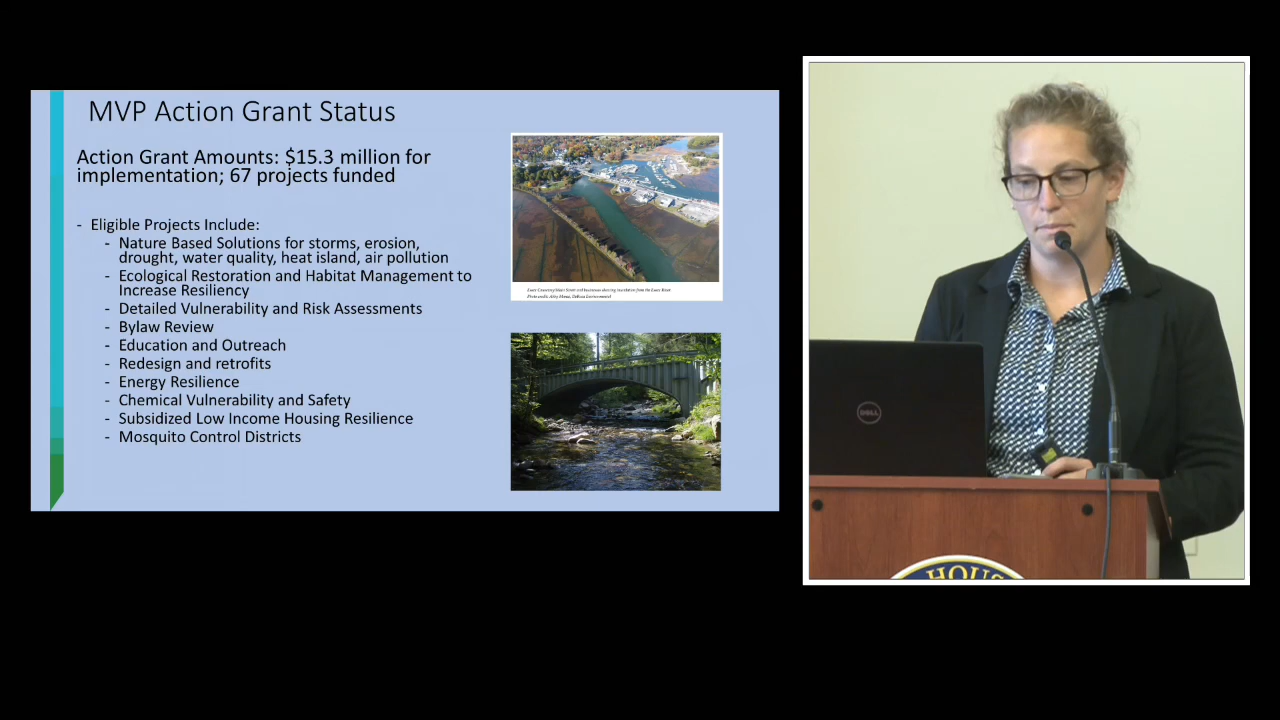 MVP Action Grant Status
Action Grant Amounts: $15.3 million for
implementation; 67 projects funded
- Eligible Projects Include:
- Nature Based Solutions for storms, erosion,
drought, water quality, heat island, air pollution
- Ecological Restoration and Habitat Management to
Increase Resiliency
- Detailed Vulnerability and Risk Assessments
- Bylaw Review
- Education and Outreach
- Redesign and retrofits
- Energy Resilience
- Chemical Vulnerability and Safety
- Subsidized Low Income Housing Resilience
- Mosquito Control Districts
DELL